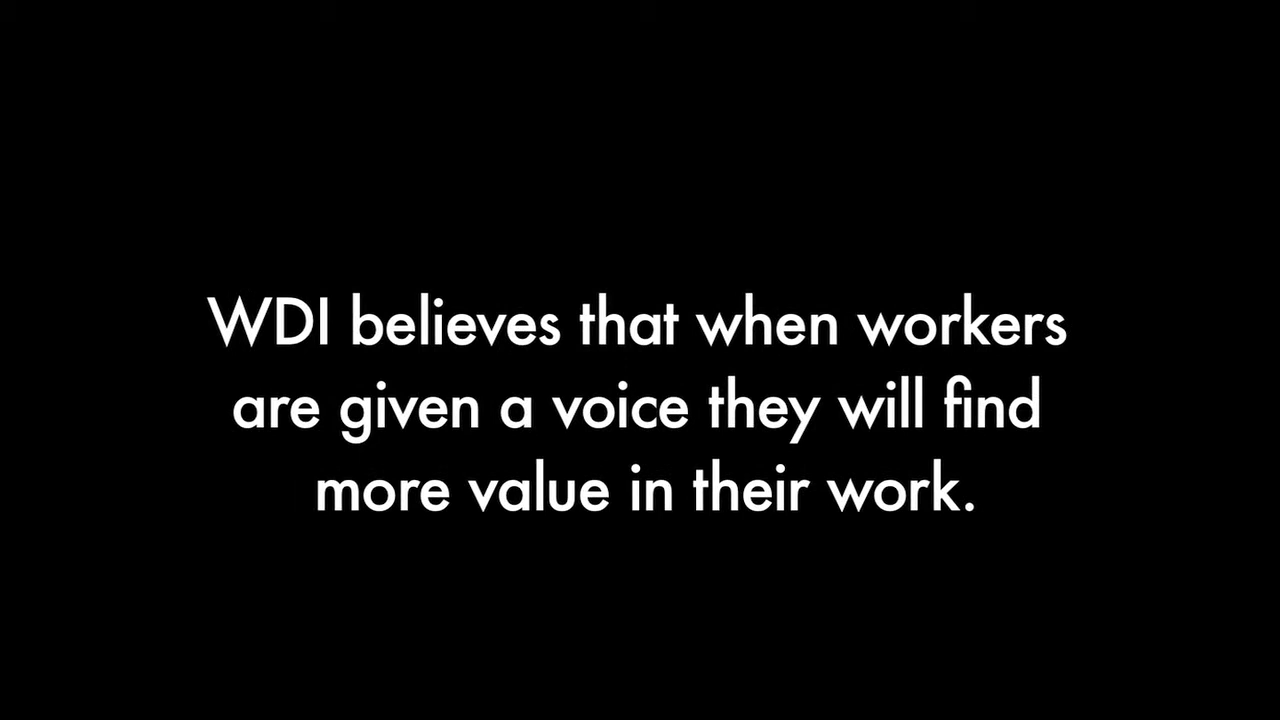 WDI believes that when workers
are given a voice they will find
more value in their work.